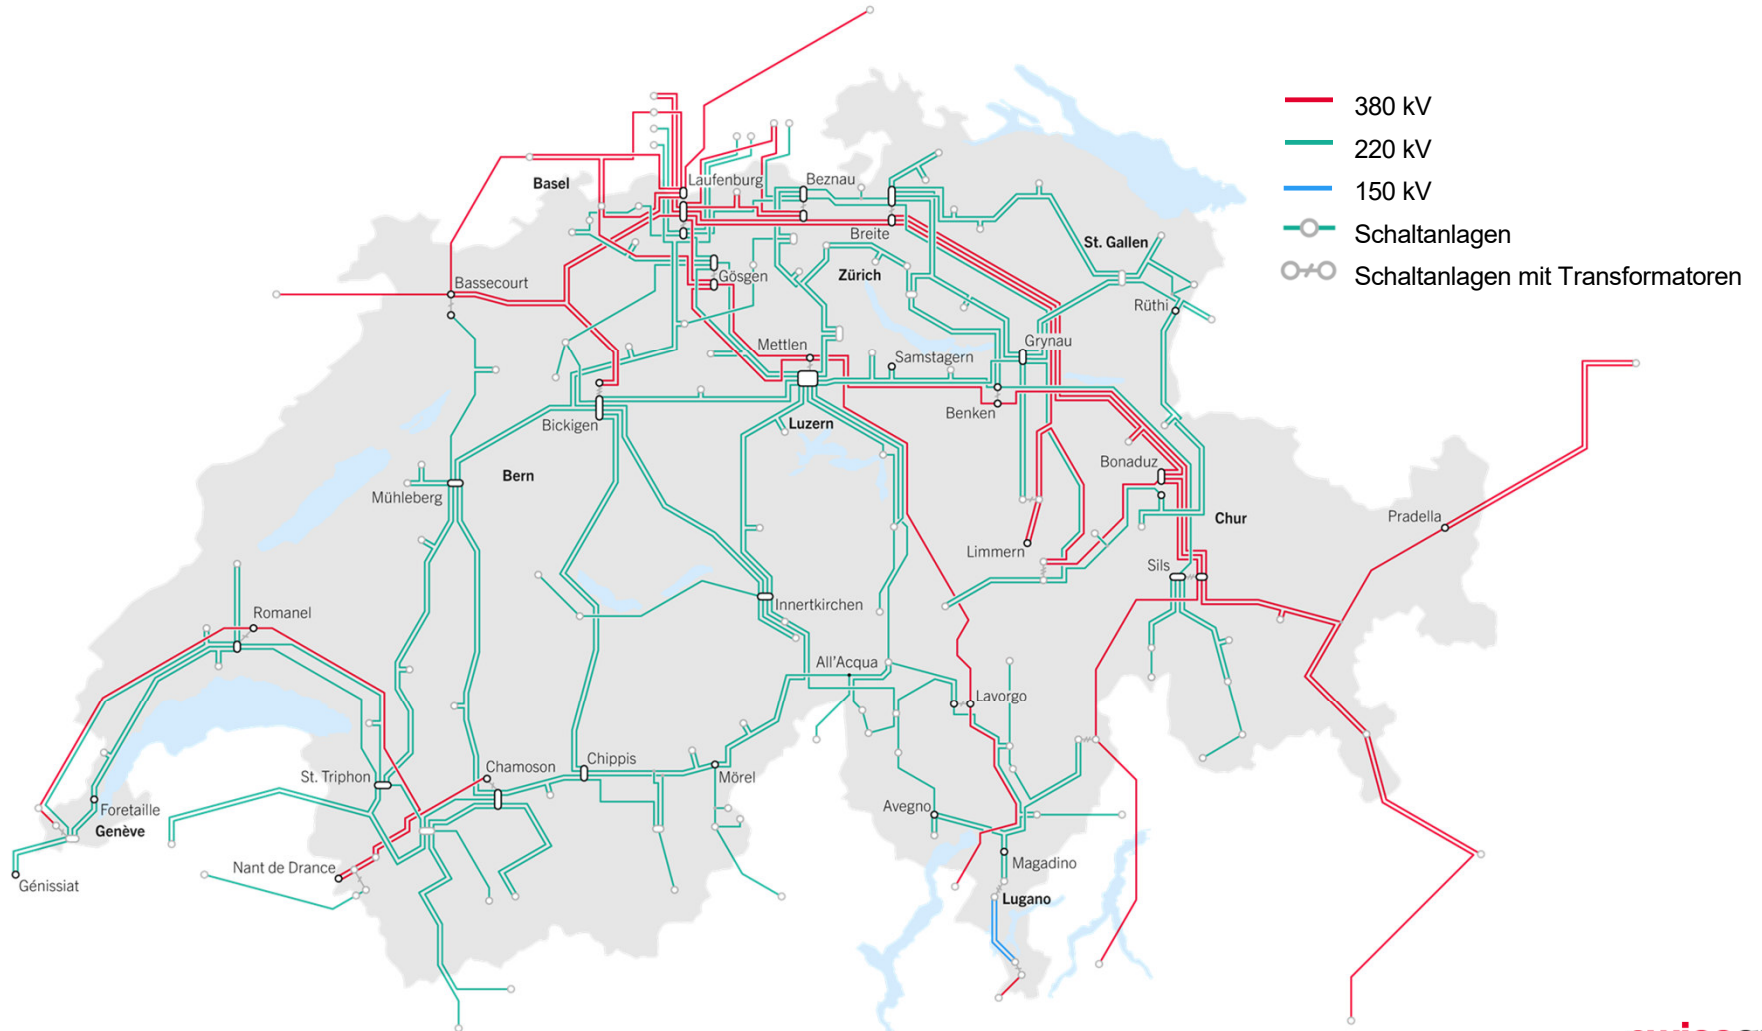 380 kV
220 kV
150 kV
Schaltanlagen
Schaltanlagen mit Transformatoren
Laufenburg
Beznau
Basel
Breite
St. Gallen
Gösgen
Zürich
Bassecourt
Rüthi
Mettlen
Grynau
Samstagern
Benken
Bickigen
Luzern
Bonaduz
Bern
Mühleberg
Chur
Pradella
Limmern
Sils
Romanel
Innertkirchen
All'Acqua
Lavorgo
St. Triphon
Chamoson
Chippis
Mörel
Foretaille
Avegno
Genève
Magadino
Nant de Drance
Génissiat
Lugano